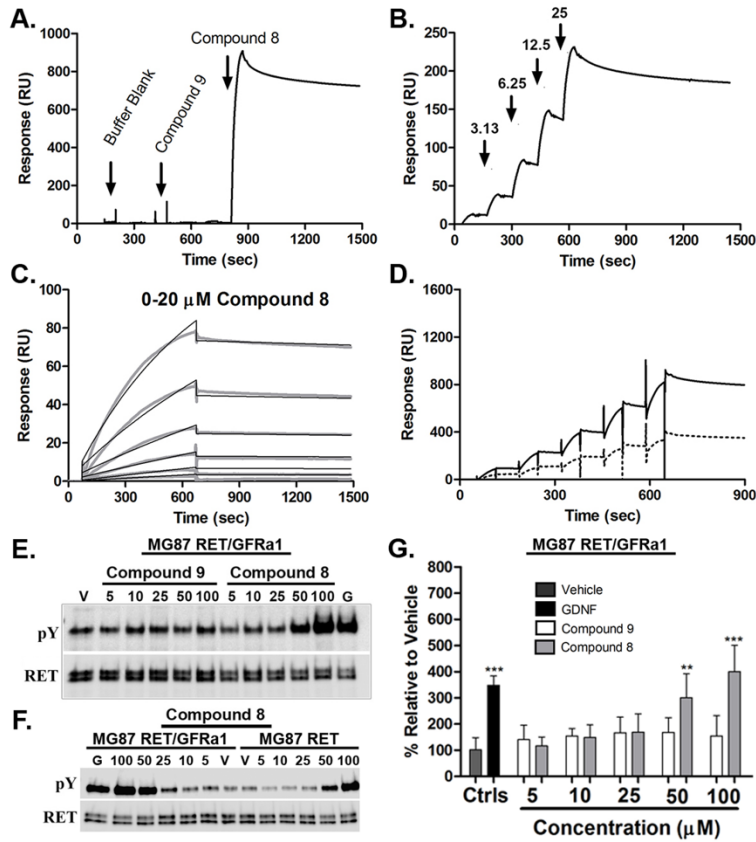 A.
Response (RU)
1000
800
600
400
200
0
Buffer Blank
Compound 9
Compound 8
0 300 600 900 1200 1500
Time (sec)
B.
Response (RU)
250
200
150
100
50
0
3.13
6.25
12.5
25
0 300 600 900 1200 1500
Time (sec)
C.
0-20 μM Compound 8
Response (RU)
100
80
60
40
20
0
0 300 600 900 1200 1500
Time (sec)
D.
Response (RU)
1600
1200
800
400
0
0 300 600 900
Time (sec)
E.
MG87 RET/GFRa1
Compound 9 Compound 8
V 5 10 25 50 100 5 10 25 50 100 G
pY
RET
F.
Compound 8
MG87 RET/GFRa1 MG87 RET
G 100 50 25 10 5 V V 5 10 25 50 100
pY
RET
G.
MG87 RET/GFRa1
% Relative to Vehicle
800
700
600
500
400
300
200
100
0
Vehicle
GDNF
Compound 9
Compound 8
***
**
***
Ctrls 5 10 25 50 100
Concentration (μM)